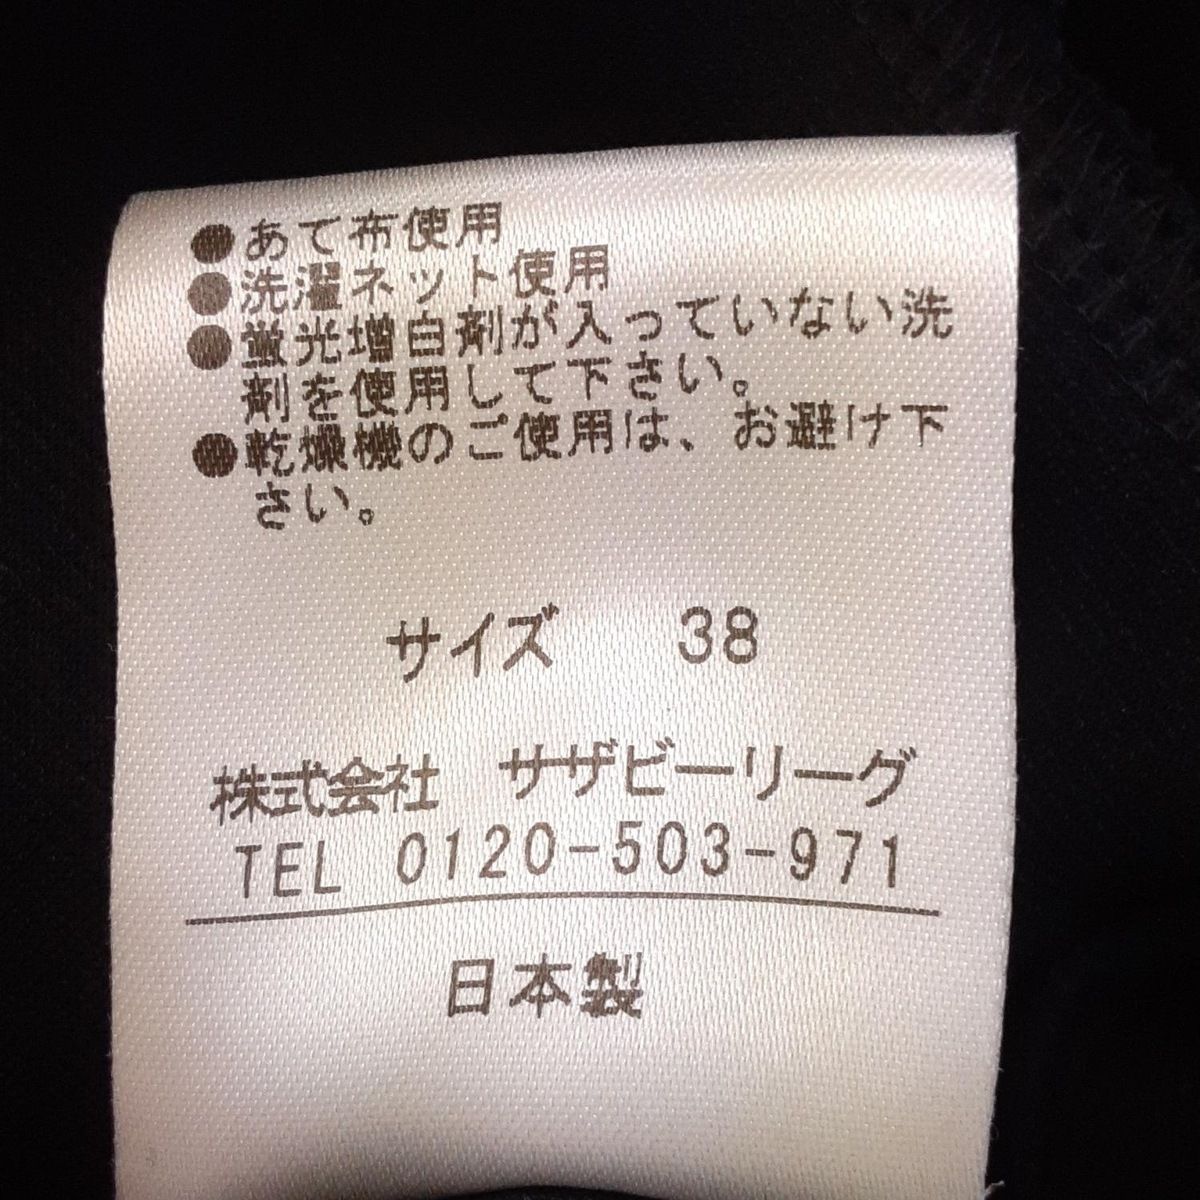 ●あて布使用
●洗濯ネット使用
●蛍光増白剤が入っていない洗
剤を使用して下さい。
●乾燥機のご使用は、お避け下
さい。
サイズ 38
株式会社 サザビーリーグ
TEL 0120-503-971
日本製